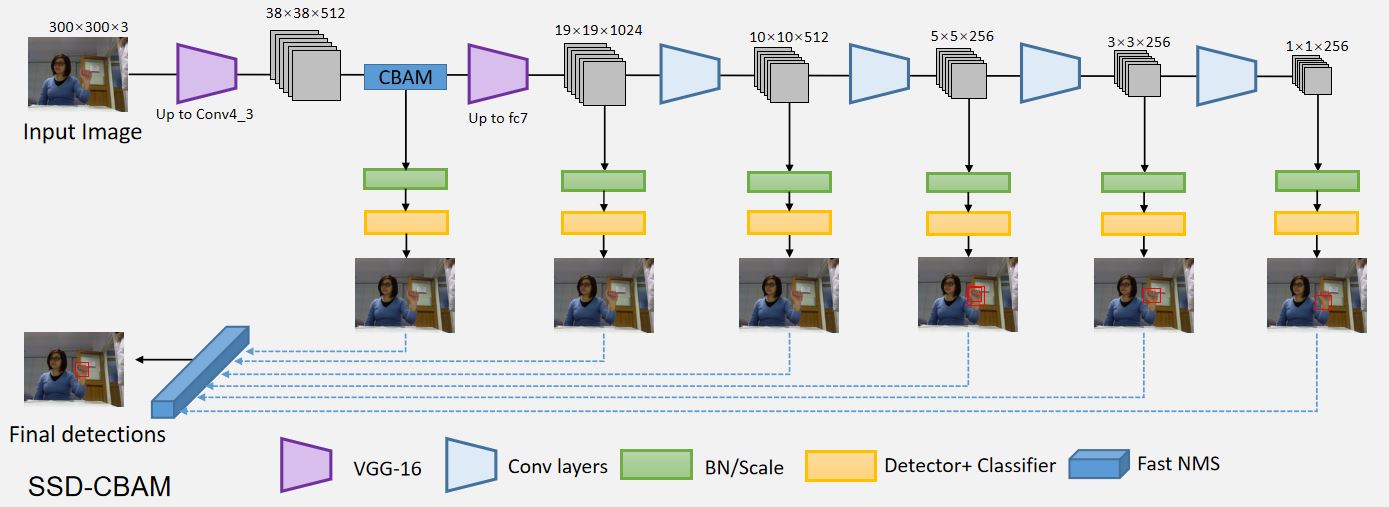 300×300×3
38×38×512
19×19×1024
10×10×512
5×5×256
3×3×256
1×1×256
CBAM
Up to Conv4_3
Up to fc7
Input Image
Final detections
VGG-16
Conv layers
BN/Scale
Detector+ Classifier
Fast NMS
SSD-CBAM